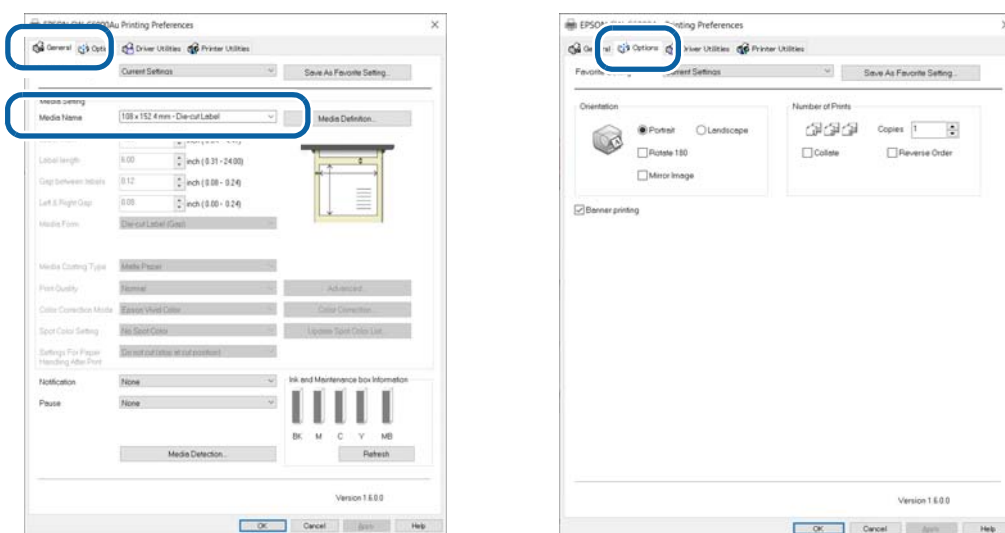 Au Printing Preferences
General
Driver Utilities
Printer Utilities
Current Settings
Save As Favorite Setting...
Media Setting
Media Name
108 x 152.4 mm - Die-cut Label
Media Definition...
Label length
6.00
inch ( 0.31 - 24.00)
Gap between labels
0.12
inch ( 0.08 - 0.24)
Left & Right Gap
0.08
inch ( 0.00 - 0.24)
Media Form
Die-cut Label (Gap)
Media Coating Type
Matte Paper
Print Quality
Normal
Advanced...
Color Correction Mode
Epson Vivid Color
Color Correction...
Spot Color Setting
No Spot Color
Update Spot Color List...
Settings For Paper
Handling After Print
Do not cut (stop at cut position)
Notification
None
Pause
None
Ink and Maintenance box Information
BK M C Y MB
Media Detection...
Refresh
Version 1.6.0.0
OK
Cancel
Apply
Help
EPSON
Printing Preferences
Options
Driver Utilities
Printer Utilities
Current Settings
Save As Favorite Setting...
Orientation
Portrait
Landscape
Rotate 180
Mirror Image
Number of Prints
Copies 1
Collate
Reverse Order
Banner printing
Version 1.6.0.0
OK
Cancel
Apply
Help